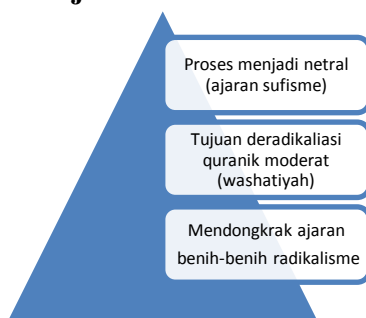 Proses menjadi netral
(ajaran sufisme)
Tujuan deradikaliasi
quranik moderat
(washatiyah)
Mendongkrak ajaran
benih-benih radikalisme